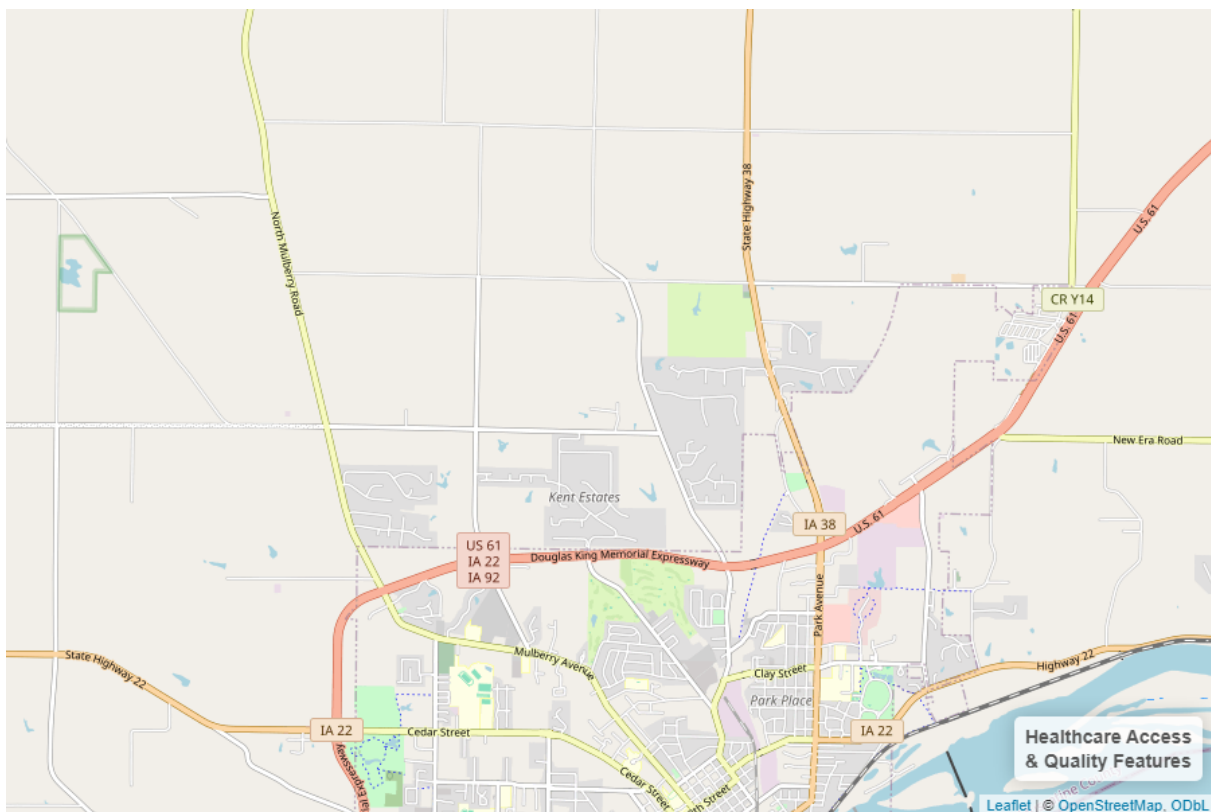 State Highway 38
U.S. 61
North Mulberry Road
CR Y14
U.S. 61
New Era Road
Kent Estates
IA 38
U.S. 61
US 61
IA 22
IA 92
Douglas King Memorial Expressway
Park Avenue
State Highway 22
Mulberry Avenue
Clay Street
Highway 22
Park Place
IA 22
Cedar Street
IA 22
Cedar Street
Healthcare Access
& Quality Features
Leaflet | © OpenStreetMap, ODbL